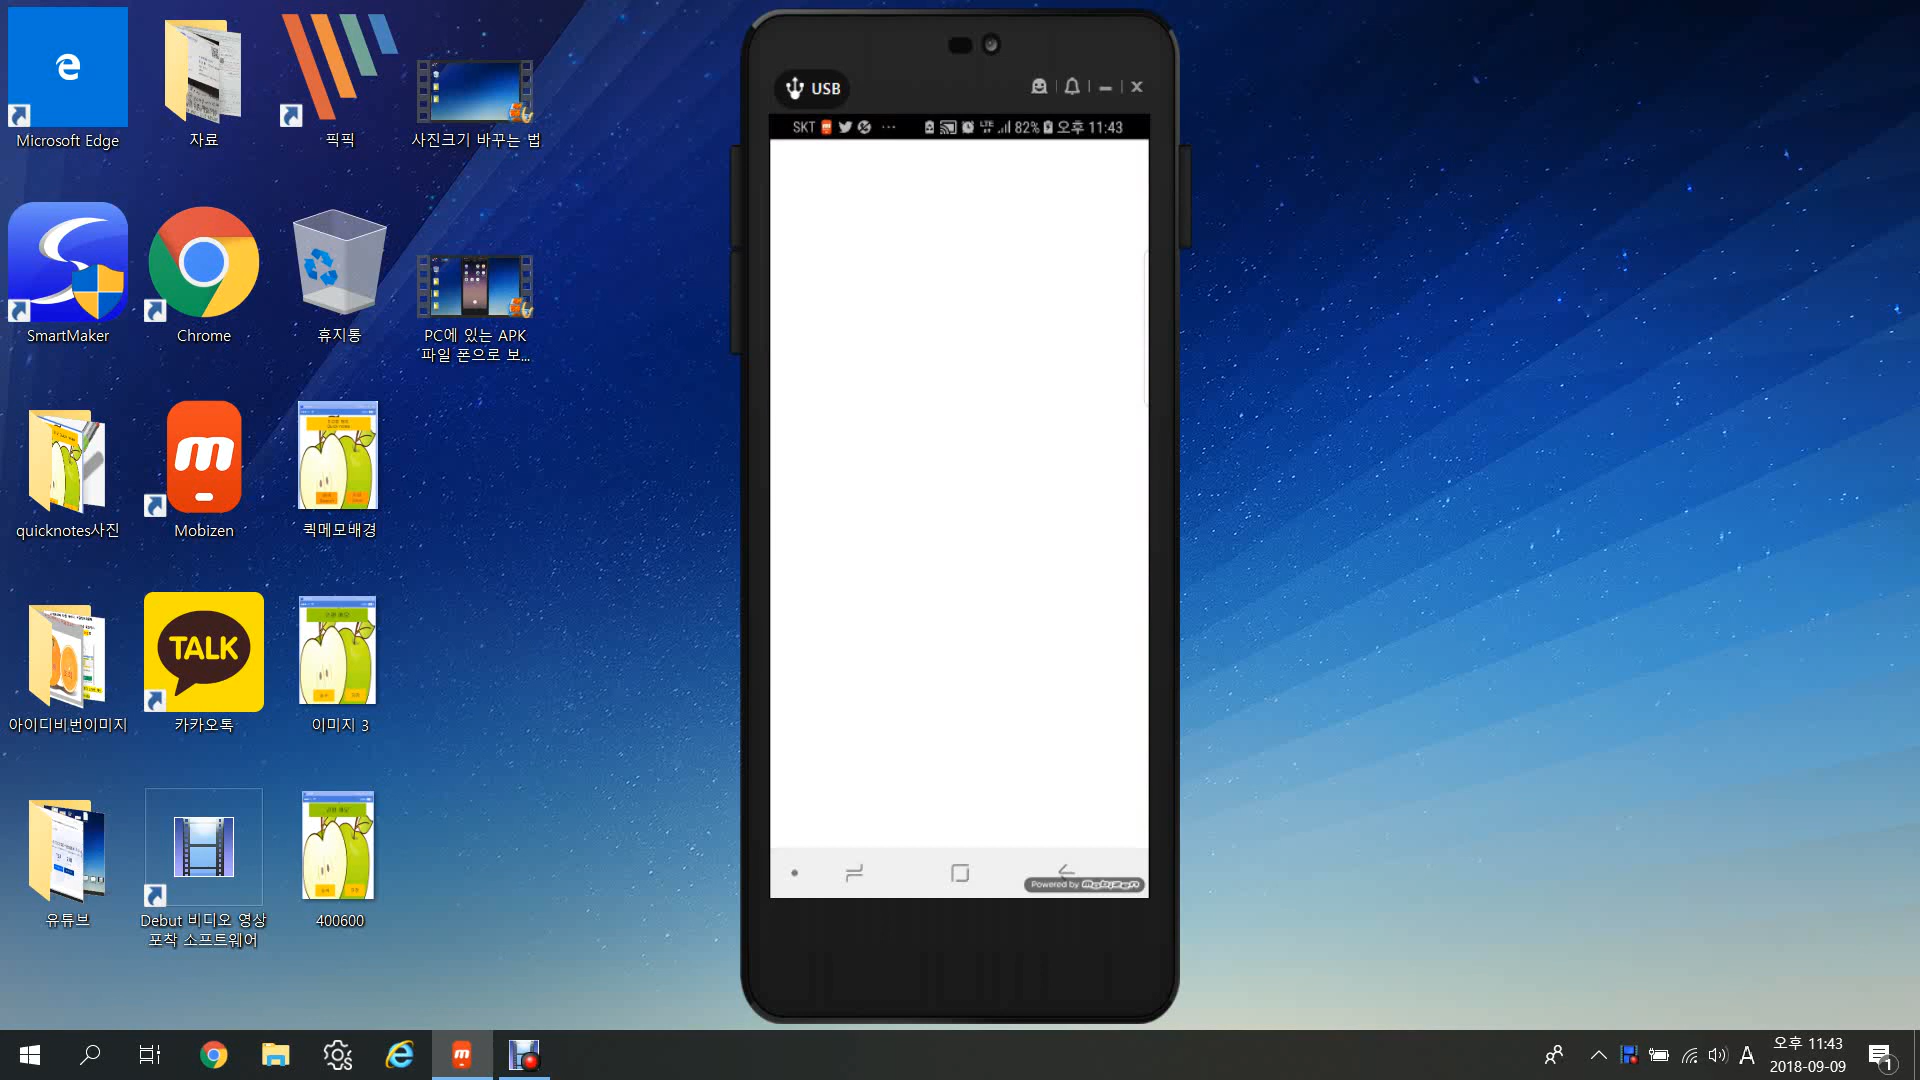 Microsoft Edge
자료
픽픽
사진크기 바꾸는 법
SmartMaker
Chrome
휴지통
PC에 있는 APK
파일 폰으로 보...
quicknotes사진
Mobizen
퀵메모배경
TALK
아이디비번이미지
카카오톡
이미지 3
유튜브
Debut 비디오 영상
포착 소프트웨어
400600
USB
SKT ... LTE 82% 오후 11:43
Powered by mobizen
A
오후 11:43
2018-09-09
1